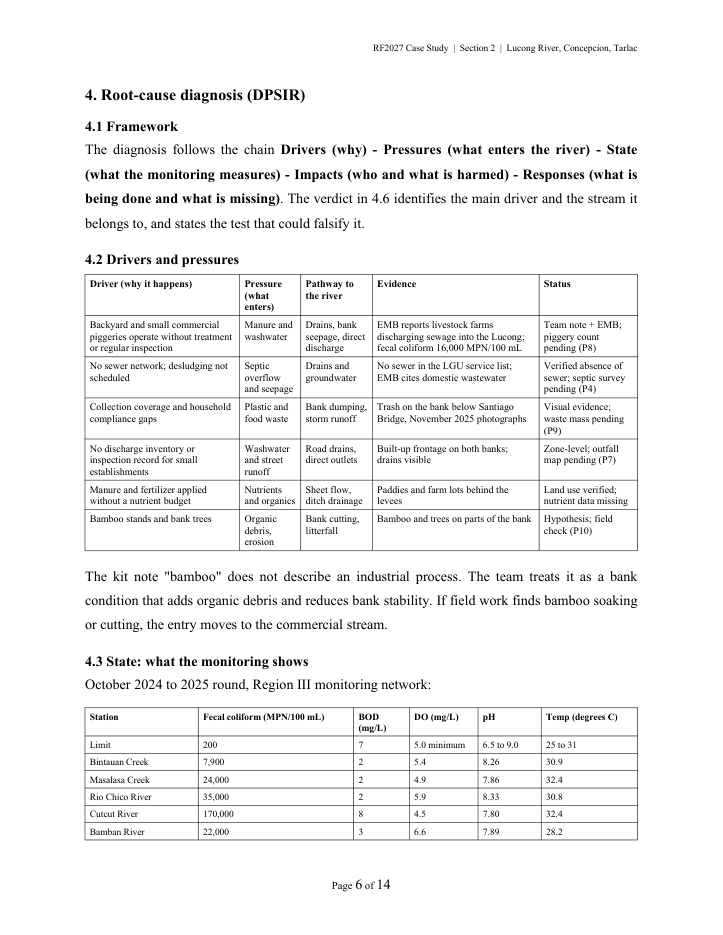 RF2027 Case Study | Section 2 | Lucong River, Concepcion, Tarlac
4. Root-cause diagnosis (DPSIR)
4.1 Framework
The diagnosis follows the chain Drivers (why) - Pressures (what enters the river) - State
(what the monitoring measures) - Impacts (who and what is harmed) - Responses (what is
being done and what is missing). The verdict in 4.6 identifies the main driver and the stream it
belongs to, and states the test that could falsify it.
4.2 Drivers and pressures
Driver (why it happens) Pressure (what enters) Pathway to the river Evidence Status
Backyard and small commercial piggeries operate without treatment or regular inspection Manure and washwater Drains, bank seepage, direct discharge EMB reports livestock farms discharging sewage into the Lucong; fecal coliform 16,000 MPN/100 mL Team note + EMB; piggery count pending (P8)
No sewer network; desludging not scheduled Septic overflow and seepage Drains and groundwater No sewer in the LGU service list; EMB cites domestic wastewater Verified absence of sewer; septic survey pending (P4)
Collection coverage and household compliance gaps Plastic and food waste Bank dumping, storm runoff Trash on the bank below Santiago Bridge, November 2025 photographs Visual evidence; waste mass pending (P9)
No discharge inventory or inspection record for small establishments Washwater and street runoff Road drains, direct outlets Built-up frontage on both banks; drains visible Zone-level; outfall map pending (P7)
Manure and fertilizer applied without a nutrient budget Nutrients and organics Sheet flow, ditch drainage Paddies and farm lots behind the levees Land use verified; nutrient data missing
Bamboo stands and bank trees Organic debris, erosion Bank cutting, litterfall Bamboo and trees on parts of the bank Hypothesis; field check (P10)
The kit note "bamboo" does not describe an industrial process. The team treats it as a bank
condition that adds organic debris and reduces bank stability. If field work finds bamboo soaking
or cutting, the entry moves to the commercial stream.
4.3 State: what the monitoring shows
October 2024 to 2025 round, Region III monitoring network:
Station Fecal coliform (MPN/100 mL) BOD (mg/L) DO (mg/L) pH Temp (degrees C)
Limit 200 7 5.0 minimum 6.5 to 9.0 25 to 31
Bintauan Creek 7,900 2 5.4 8.26 30.9
Masalasa Creek 24,000 2 4.9 7.86 32.4
Rio Chico River 35,000 2 5.9 8.33 30.8
Cutcut River 170,000 8 4.5 7.80 32.4
Bamban River 22,000 3 6.6 7.89 28.2
Page 6 of 14